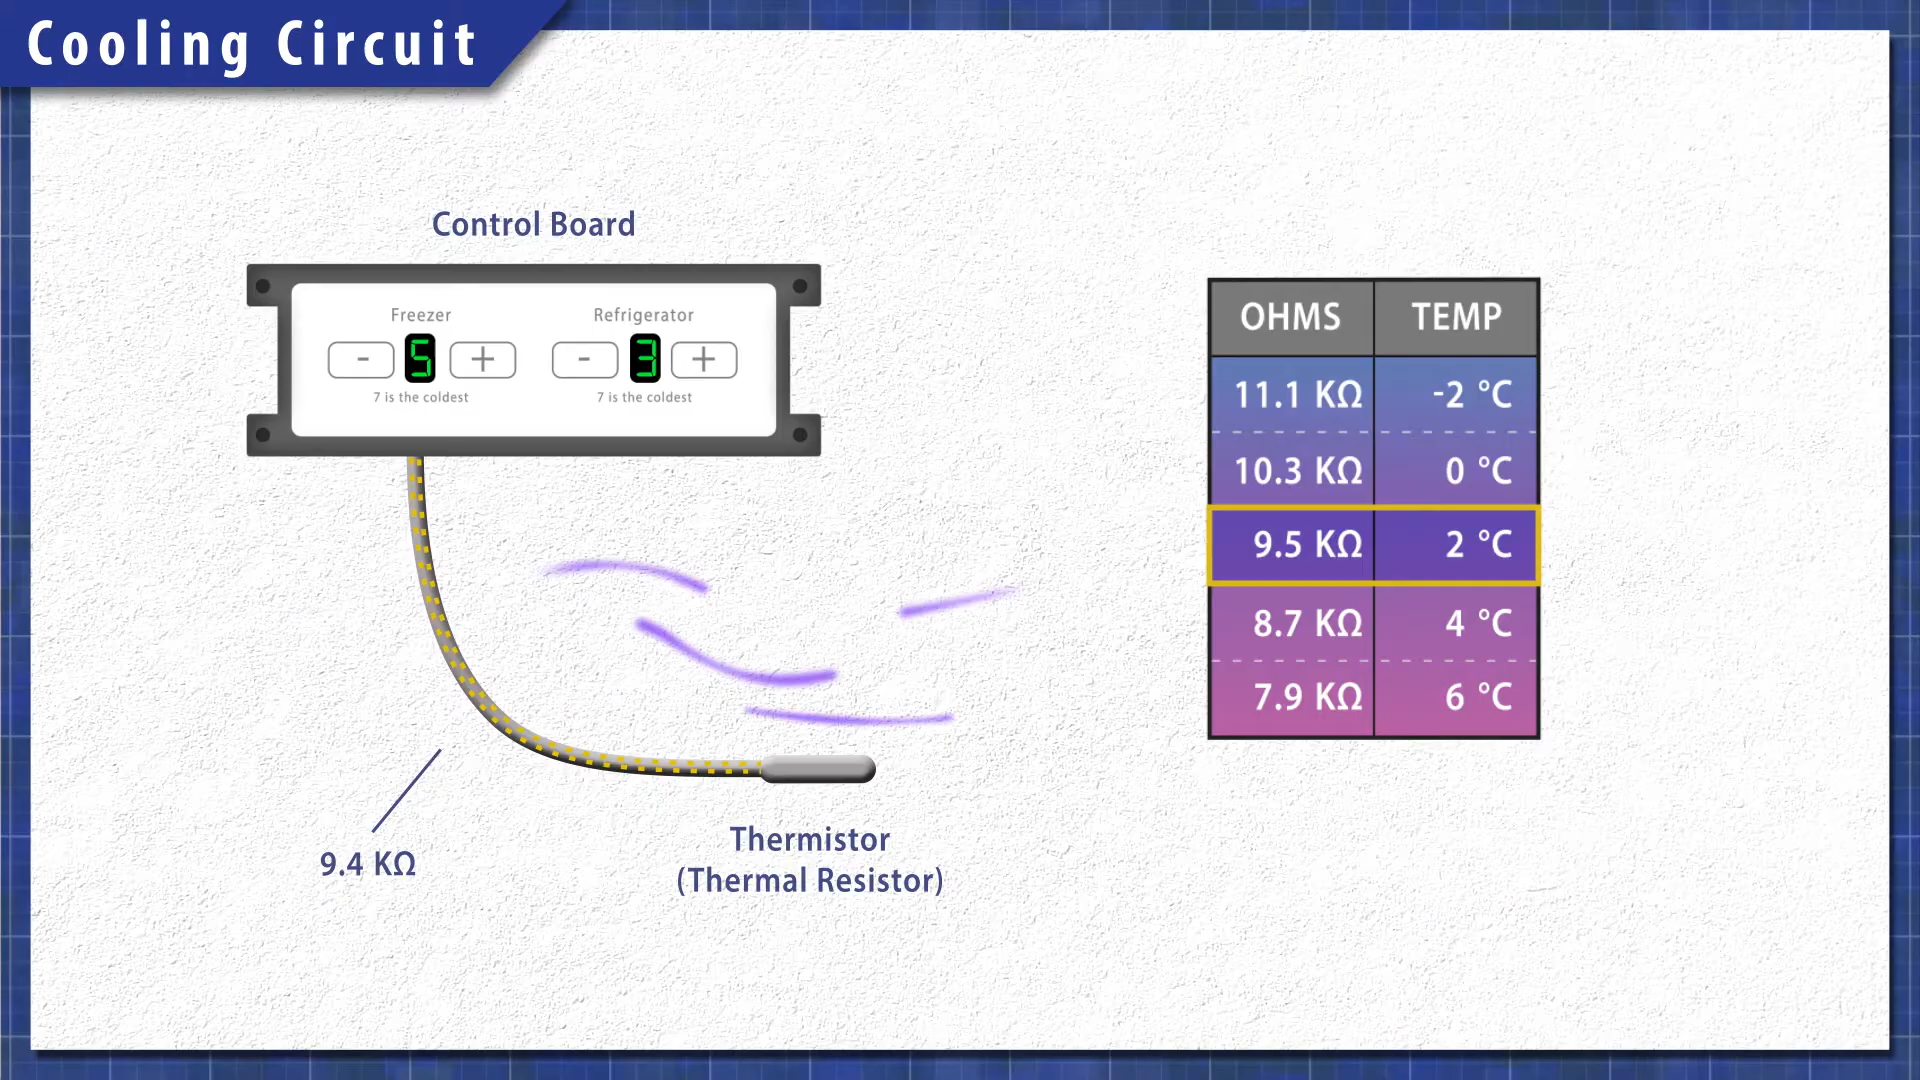 Cooling Circuit
Control Board
Freezer
Refrigerator
- 5 +
- 3 +
7 is the coldest
7 is the coldest
9.4 KΩ
Thermistor
(Thermal Resistor)
OHMS TEMP
11.1 KΩ -2 °C
10.3 KΩ 0 °C
9.5 KΩ 2 °C
8.7 KΩ 4 °C
7.9 KΩ 6 °C